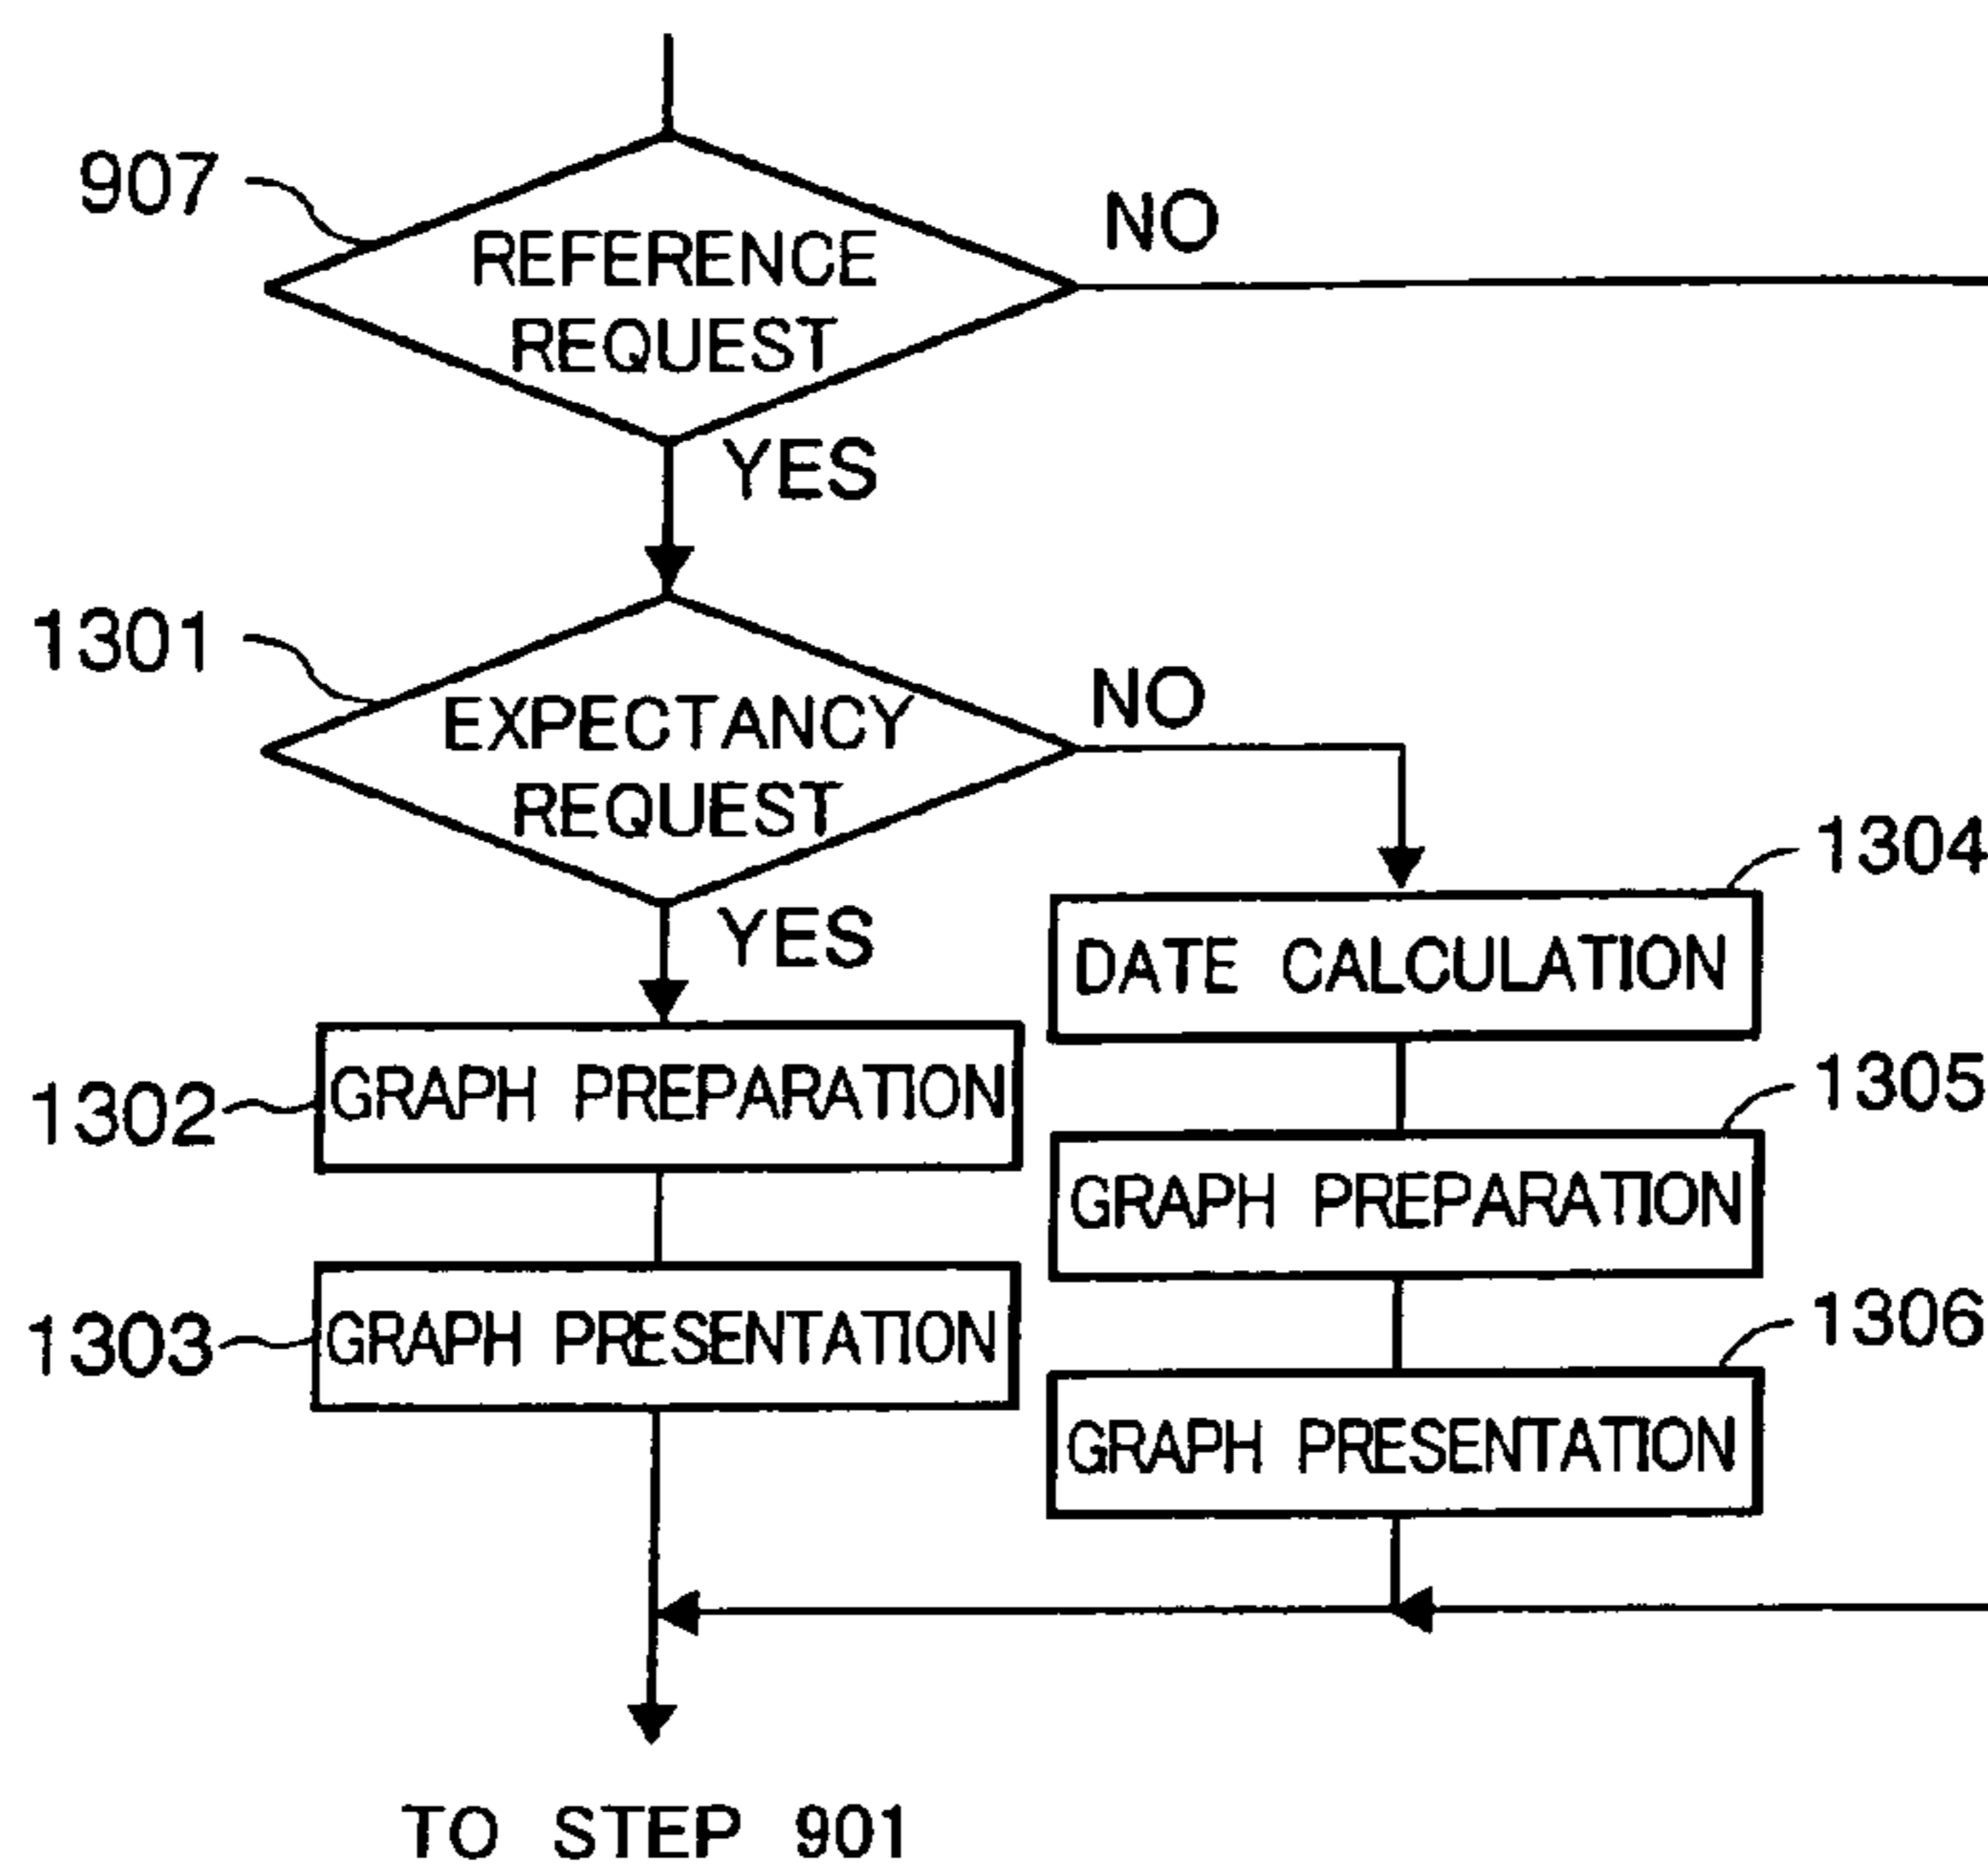 907
NO
REFERENCE
REQUEST
YES
1301
NO
EXPECTANCY
REQUEST
1304
YES
DATE CALCULATION
1305
1302
GRAPH PREPARATION
GRAPH PREPARATION
1306
1303
GRAPH PRESENTATION
GRAPH PRESENTATION
TO STEP 901